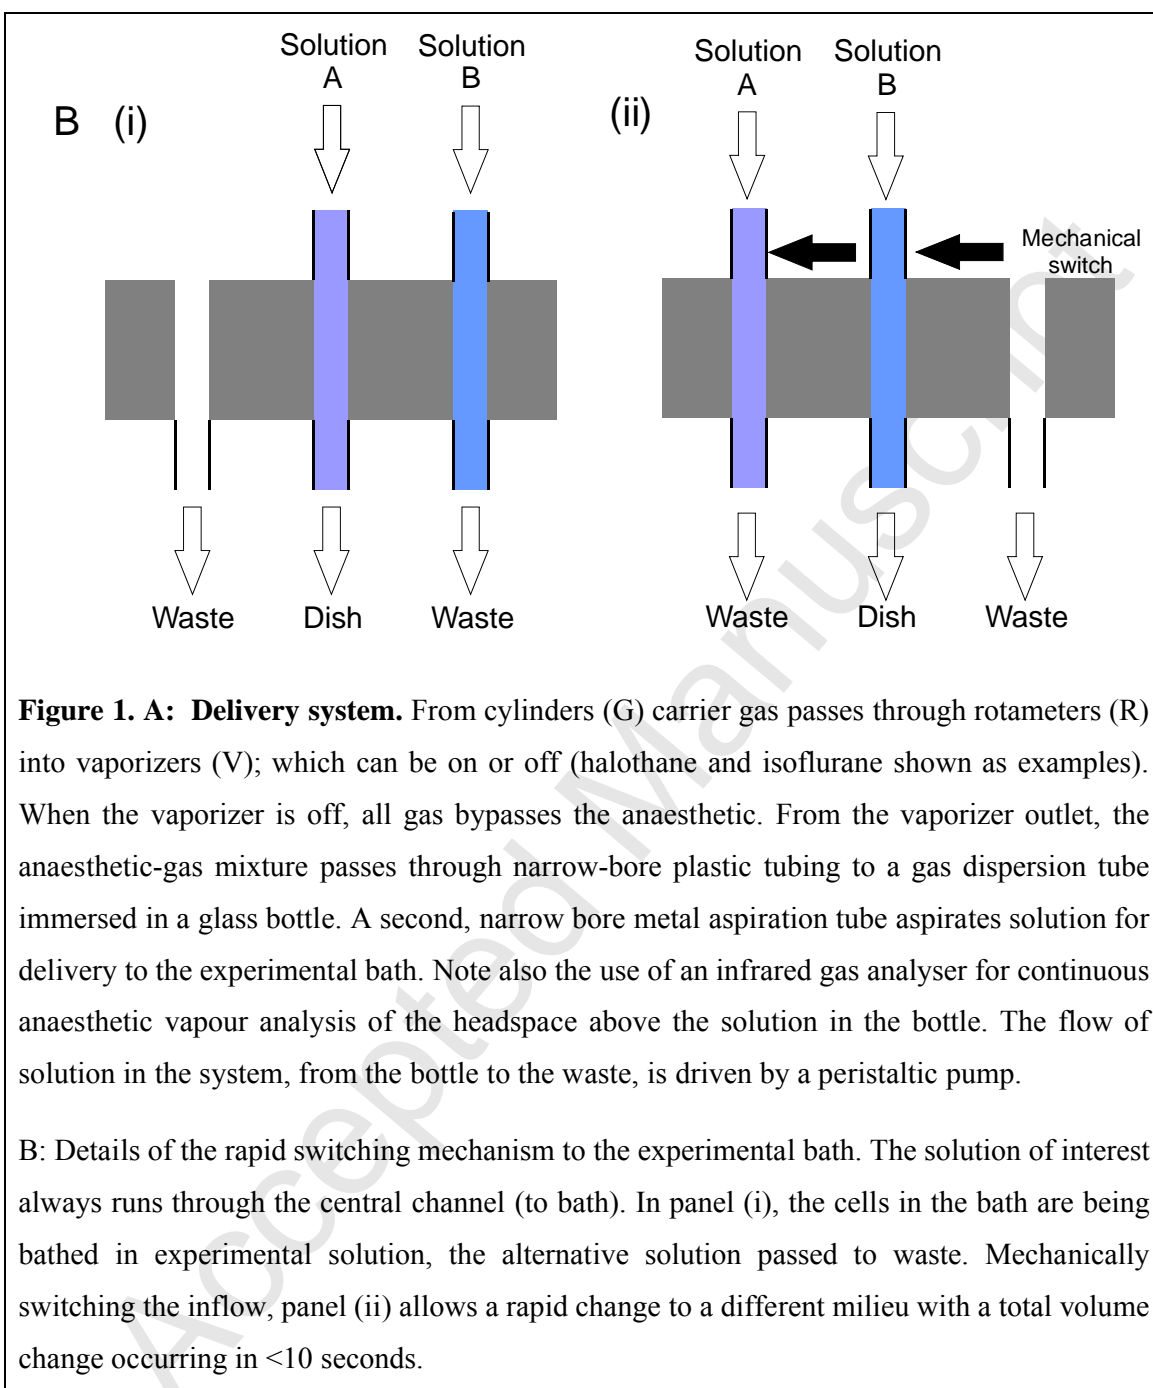 Solution A
Solution B
Solution A
Solution B
B (i)
(ii)
Mechanical
switch
Waste
Dish
Waste
Waste
Dish
Waste
Figure 1. A: Delivery system. From cylinders (G) carrier gas passes through rotameters (R)
into vaporizers (V); which can be on or off (halothane and isoflurane shown as examples).
When the vaporizer is off, all gas bypasses the anaesthetic. From the vaporizer outlet, the
anaesthetic-gas mixture passes through narrow-bore plastic tubing to a gas dispersion tube
immersed in a glass bottle. A second, narrow bore metal aspiration tube aspirates solution for
delivery to the experimental bath. Note also the use of an infrared gas analyser for continuous
anaesthetic vapour analysis of the headspace above the solution in the bottle. The flow of
solution in the system, from the bottle to the waste, is driven by a peristaltic pump.
B: Details of the rapid switching mechanism to the experimental bath. The solution of interest
always runs through the central channel (to bath). In panel (i), the cells in the bath are being
bathed in experimental solution, the alternative solution passed to waste. Mechanically
switching the inflow, panel (ii) allows a rapid change to a different milieu with a total volume
change occurring in <10 seconds.
Accepted Manuscript